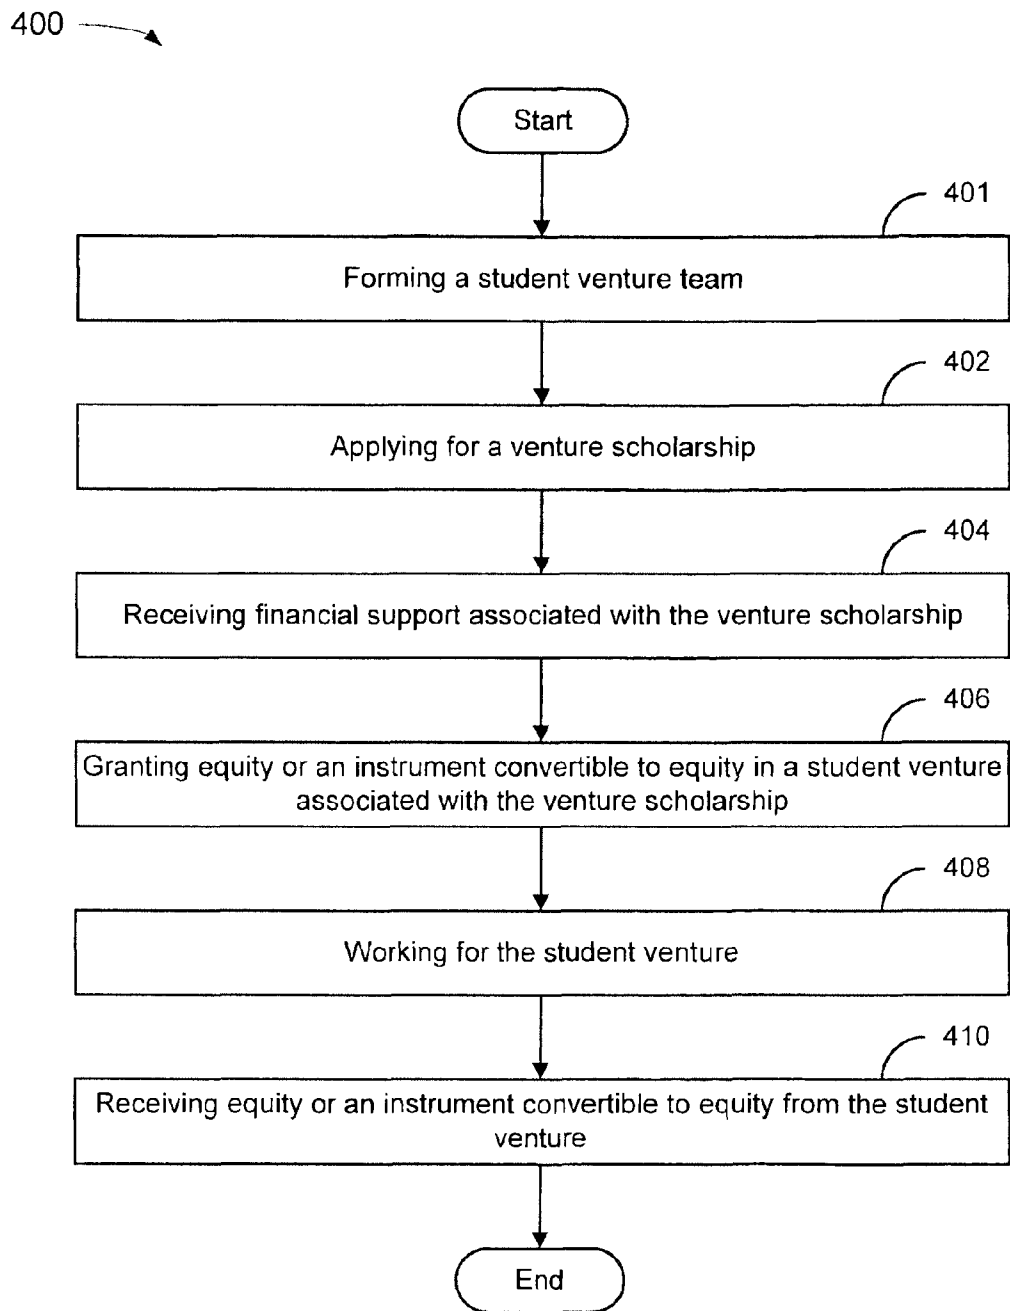 400
Start
401
Forming a student venture team
402
Applying for a venture scholarship
404
Receiving financial support associated with the venture scholarship
406
Granting equity or an instrument convertible to equity in a student venture
associated with the venture scholarship
408
Working for the student venture
410
Receiving equity or an instrument convertible to equity from the student
venture
End